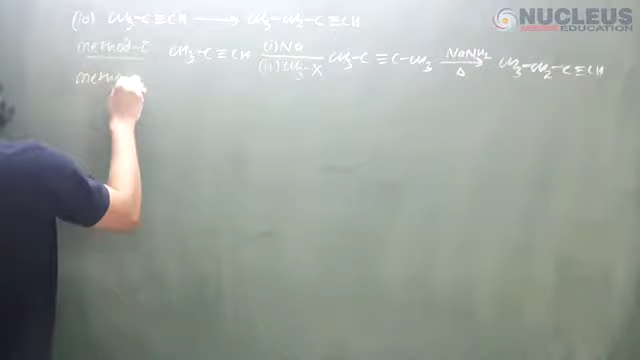 NUCLEUS
EDUCATION
(10) CH3-C≡CH ⟶ CH3-CH2-C≡CH
method-I CH3-C≡CH (i) Na (ii) CH3-X CH3-C≡C-CH3 NaNH2 Δ CH3-CH2-C≡CH